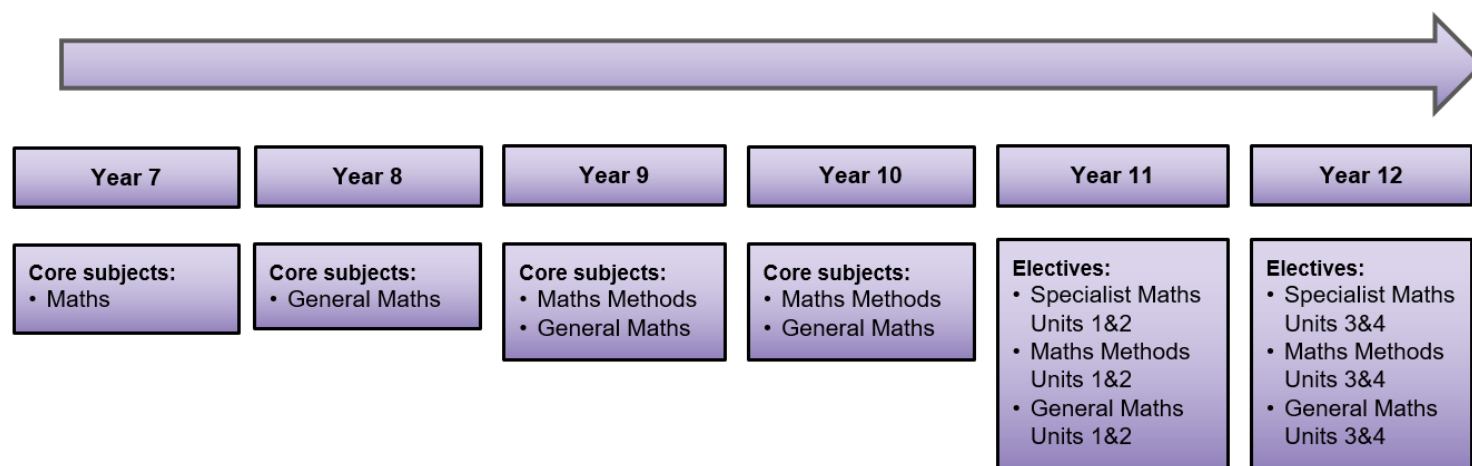 Year 7
Year 8
Year 9
Year 10
Year 11
Year 12
Core subjects:
• Maths
Core subjects:
• General Maths
Core subjects:
• Maths Methods
• General Maths
Core subjects:
• Maths Methods
• General Maths
Electives:
• Specialist Maths
Units 1&2
• Maths Methods
Units 1&2
• General Maths
Units 1&2
Electives:
• Specialist Maths
Units 3&4
• Maths Methods
Units 3&4
• General Maths
Units 3&4